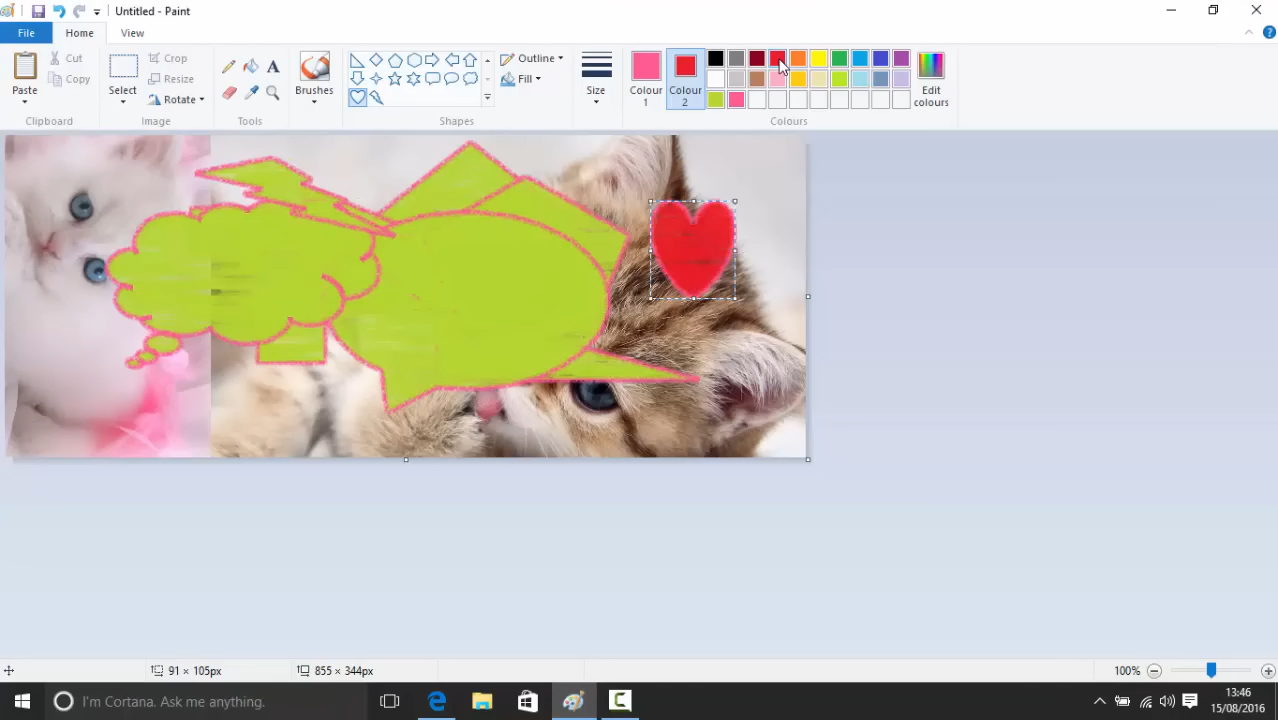 Untitled - Paint
File
Home
View
Paste
Cut
Copy
Clipboard
Select
Crop
Resize
Rotate
Image
Tools
Brushes
Outline
Fill
Shapes
Size
Colour 1
Colour 2
Edit colours
Colours
91 × 105px
855 × 344px
100%
I'm Cortana. Ask me anything.
13:46
15/08/2016